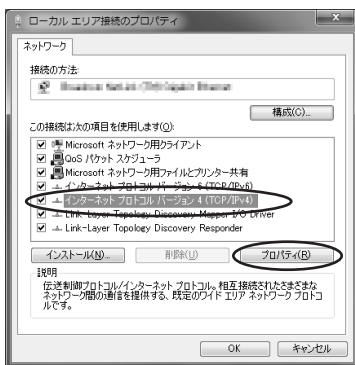 ローカル エリア接続のプロパティ
ネットワーク
接続の方法:
構成(C)...
この接続は次の項目を使用します(O):
Microsoft ネットワーク用クライアント
QoS パケット スケジューラ
Microsoft ネットワーク用ファイルとプリンター共有
インターネット プロトコル バージョン 6 (TCP/IPv6)
インターネット プロトコル バージョン 4 (TCP/IPv4)
Link-Layer Topology Discovery Mapper I/O Driver
Link-Layer Topology Discovery Responder
インストール(N)... 削除(U) プロパティ(R)
説明
伝送制御プロトコル/インターネット プロトコル。相互接続されたさまざまな
ネットワーク間の通信を提供する、既定のワイド エリア ネットワーク プロトコ
ルです。
OK キャンセル